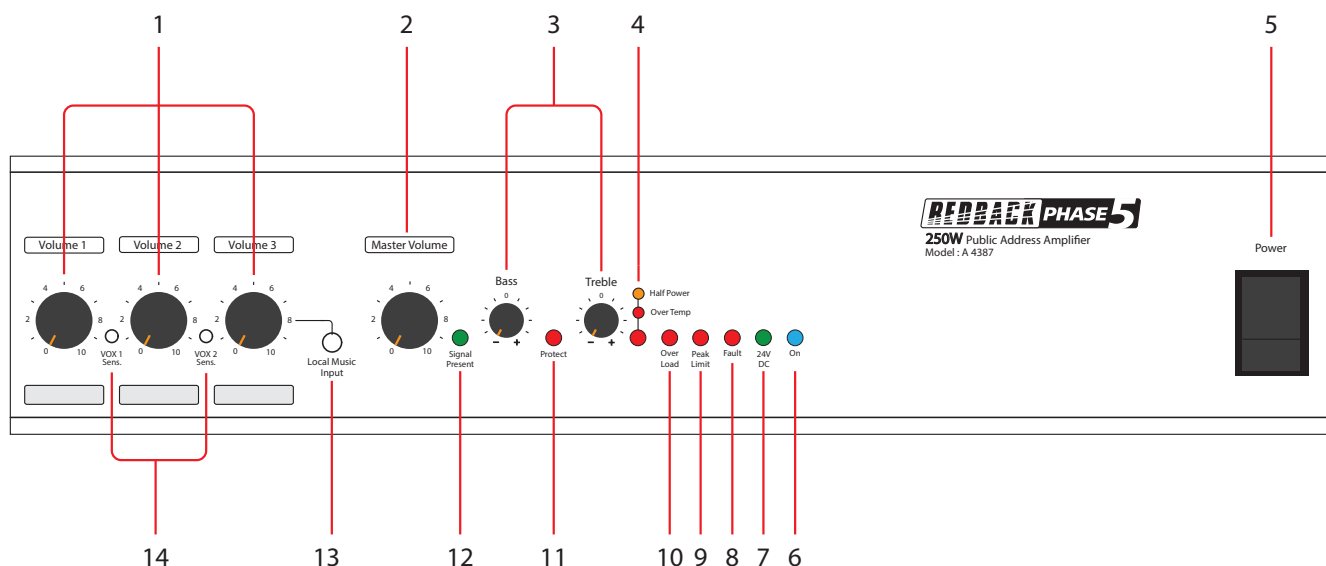 1 2 3 4 5
REDBACK PHASE 5
250W Public Address Amplifier
Model : A 4387
Power
Volume 1 Volume 2 Volume 3 Master Volume
Bass Treble
4 6 4 6 4 6 4 6 0 0
Half Power
Over Temp
2 8 2 8 2 8 2 8
0 10 0 10 0 10 0 10 − + − +
VOX 1
Sens.
VOX 2
Sens.
Local Music
Input
Signal
Present
Protect
Over
Load
Peak
Limit
Fault
24V
DC
On
14 13 12 11 10 9 8 7 6